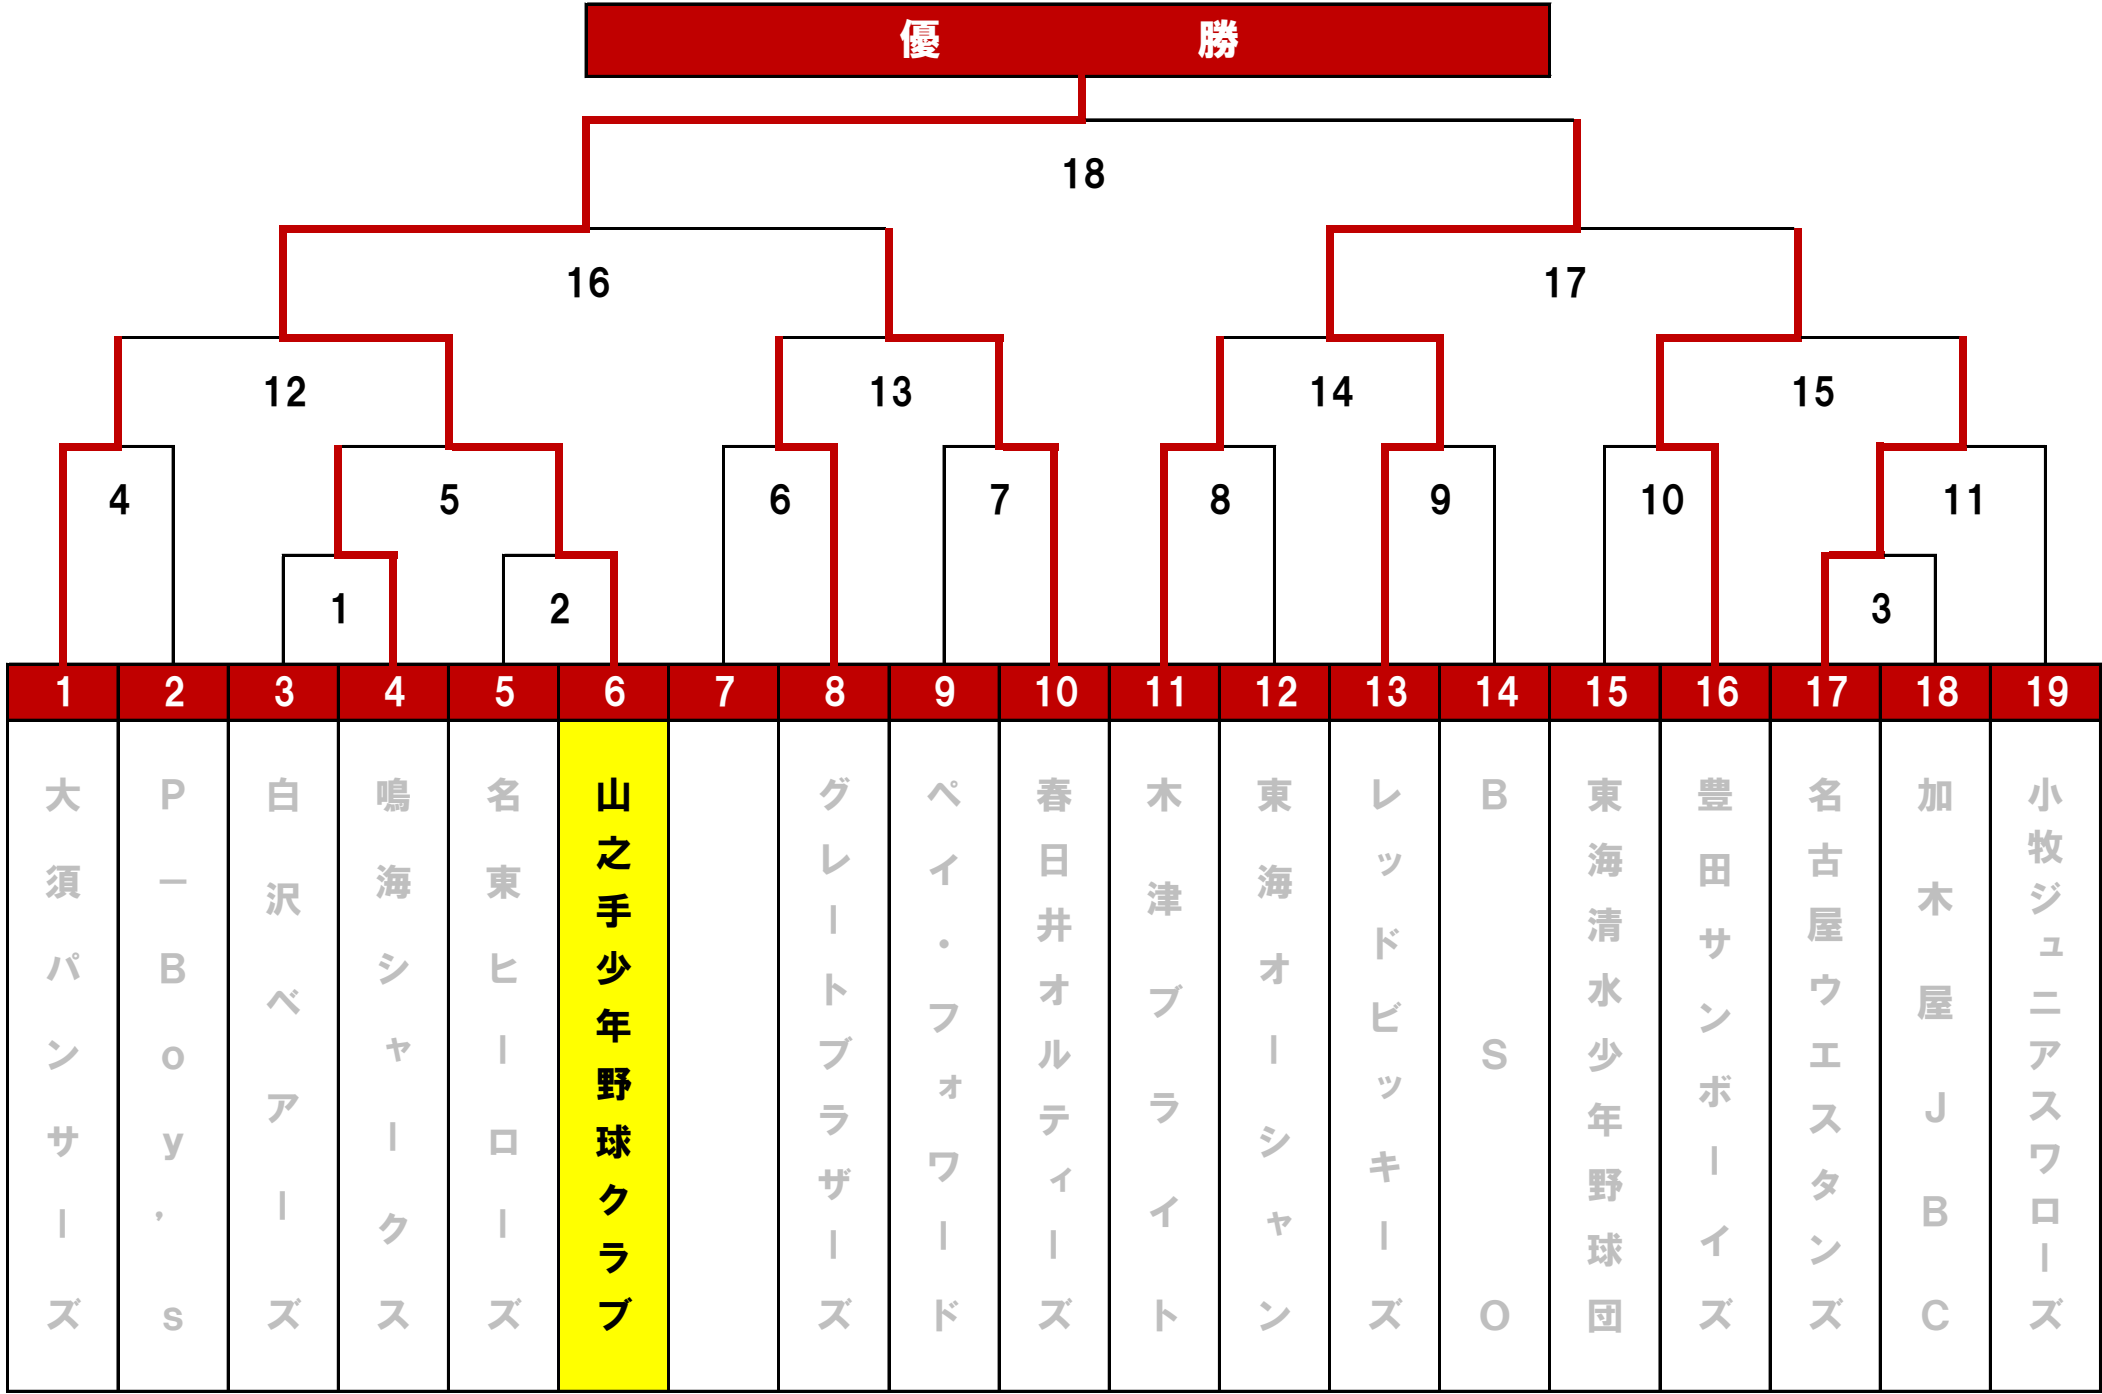 優勝
18
16
17
12
13
14
15
4
5
6
7
8
9
10
11
1
2
3
1
2
3
4
5
6
7
8
9
10
11
12
13
14
15
16
17
18
19
大須パンサーズ
P－Boy’s
白沢ベアーズ
鳴海シャークス
名東ヒーローズ
山之手少年野球クラブ
グレートブラザーズ
ペイ・フォワード
春日井オルティーズ
木津ブライト
東海オーシャン
レッドビッキーズ
BSO
東海清水少年野球団
豊田サンボーイズ
名古屋ウエスタンズ
加木屋JBC
小牧ジュニアスワローズ